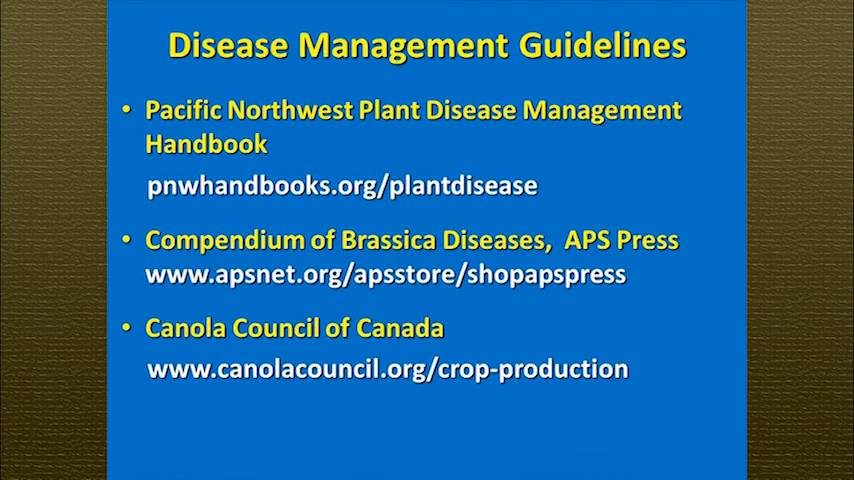 Disease Management Guidelines
• Pacific Northwest Plant Disease Management
Handbook
pnwhandbooks.org/plantdisease
• Compendium of Brassica Diseases, APS Press
www.apsnet.org/apsstore/shopapspress
• Canola Council of Canada
www.canolacouncil.org/crop-production